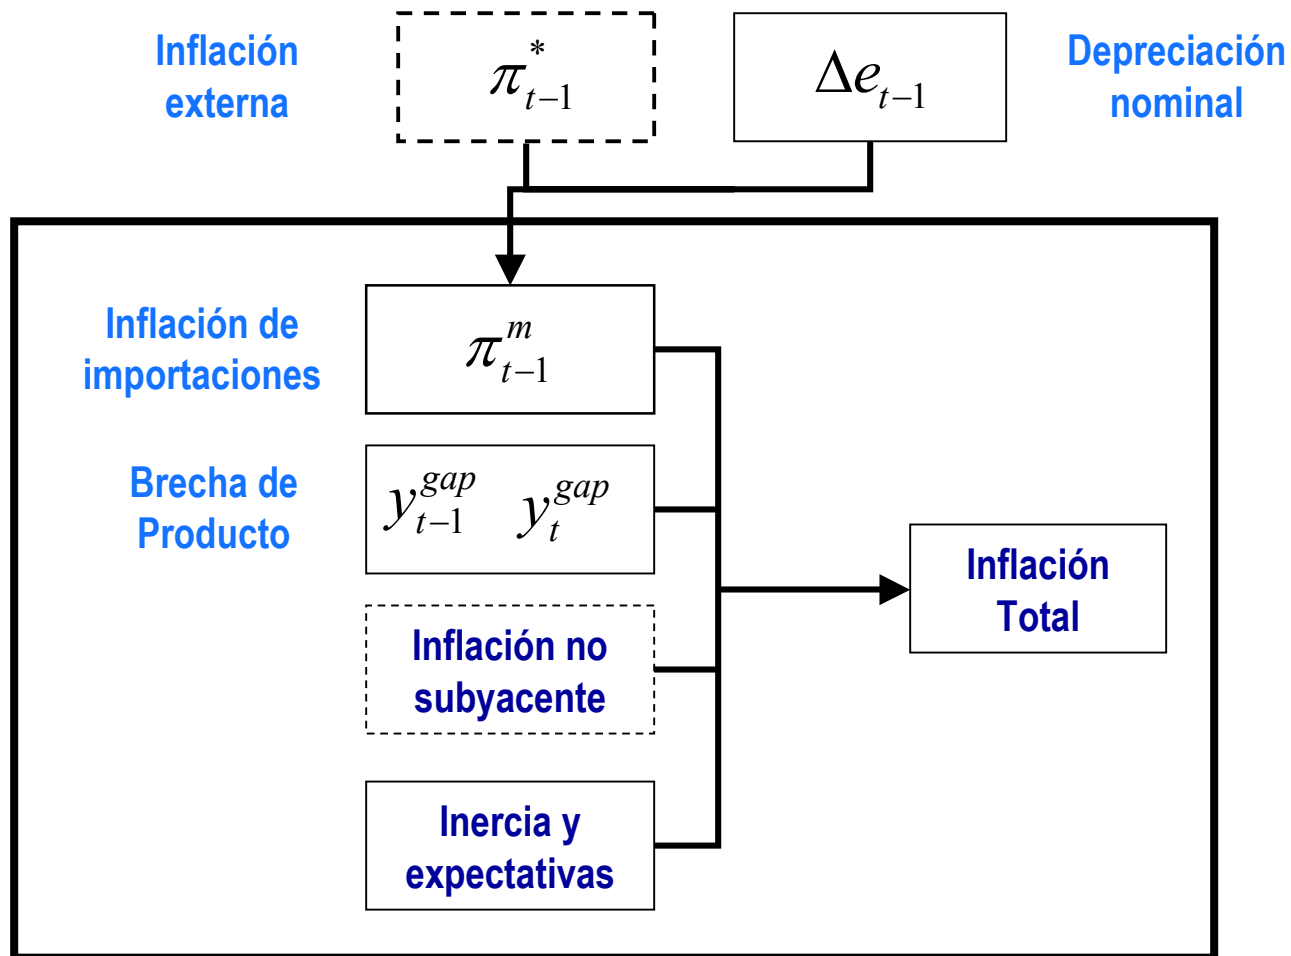 Inflación
externa
π*t−1
Δet−1
Depreciación
nominal
Inflación de
importaciones
πmt−1
Brecha de
Producto
ygapt−1 ygapt
Inflación no
subyacente
Inercia y
expectativas
Inflación
Total